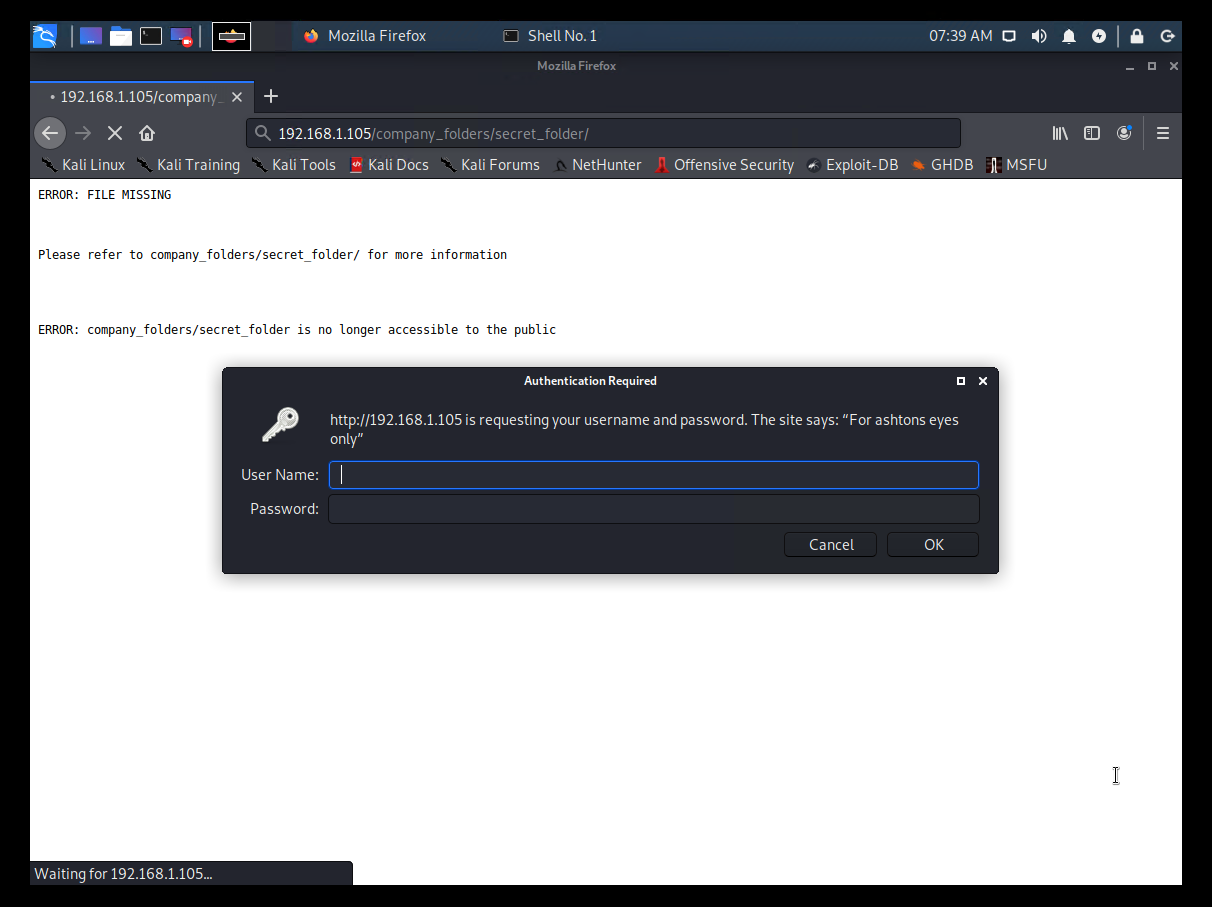 Mozilla Firefox
Shell No. 1
07:39 AM
Mozilla Firefox
192.168.1.105/company_
192.168.1.105/company_folders/secret_folder/
Kali Linux
Kali Training
Kali Tools
Kali Docs
Kali Forums
NetHunter
Offensive Security
Exploit-DB
GHDB
MSFU
ERROR: FILE MISSING
Please refer to company_folders/secret_folder/ for more information
ERROR: company_folders/secret_folder is no longer accessible to the public
Authentication Required
http://192.168.1.105 is requesting your username and password. The site says: “For ashtons eyes
only”
User Name:
Password:
Cancel
OK
Waiting for 192.168.1.105…